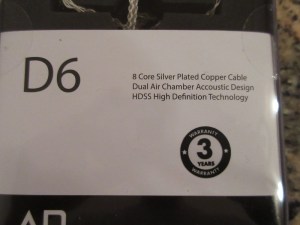 D6
8 Core Silver Plated Copper Cable
Dual Air Chamber Accoustic Design
HDSS High Definition Technology
WARRANTY
3
YEARS
WARRANTY